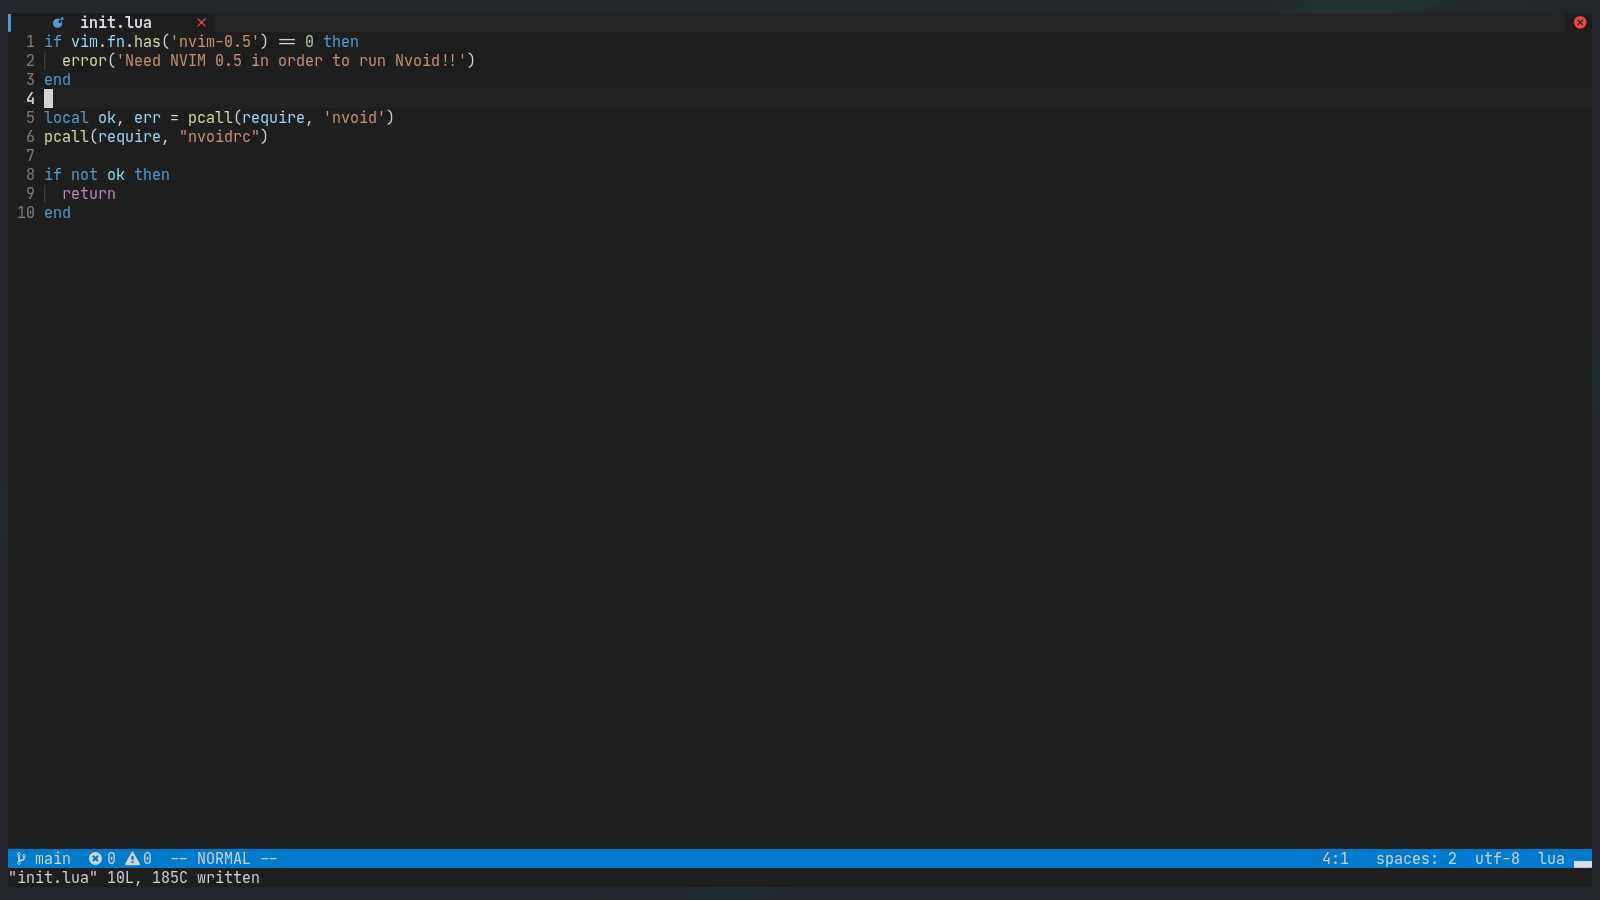 init.lua ×
1 if vim.fn.has('nvim-0.5') == 0 then
2   error('Need NVIM 0.5 in order to run Nvoid!!')
3 end
4
5 local ok, err = pcall(require, 'nvoid')
6 pcall(require, "nvoidrc")
7
8 if not ok then
9   return
10 end
main 0 0 -- NORMAL -- 4:1 spaces: 2 utf-8 lua
"init.lua" 10L, 185C written